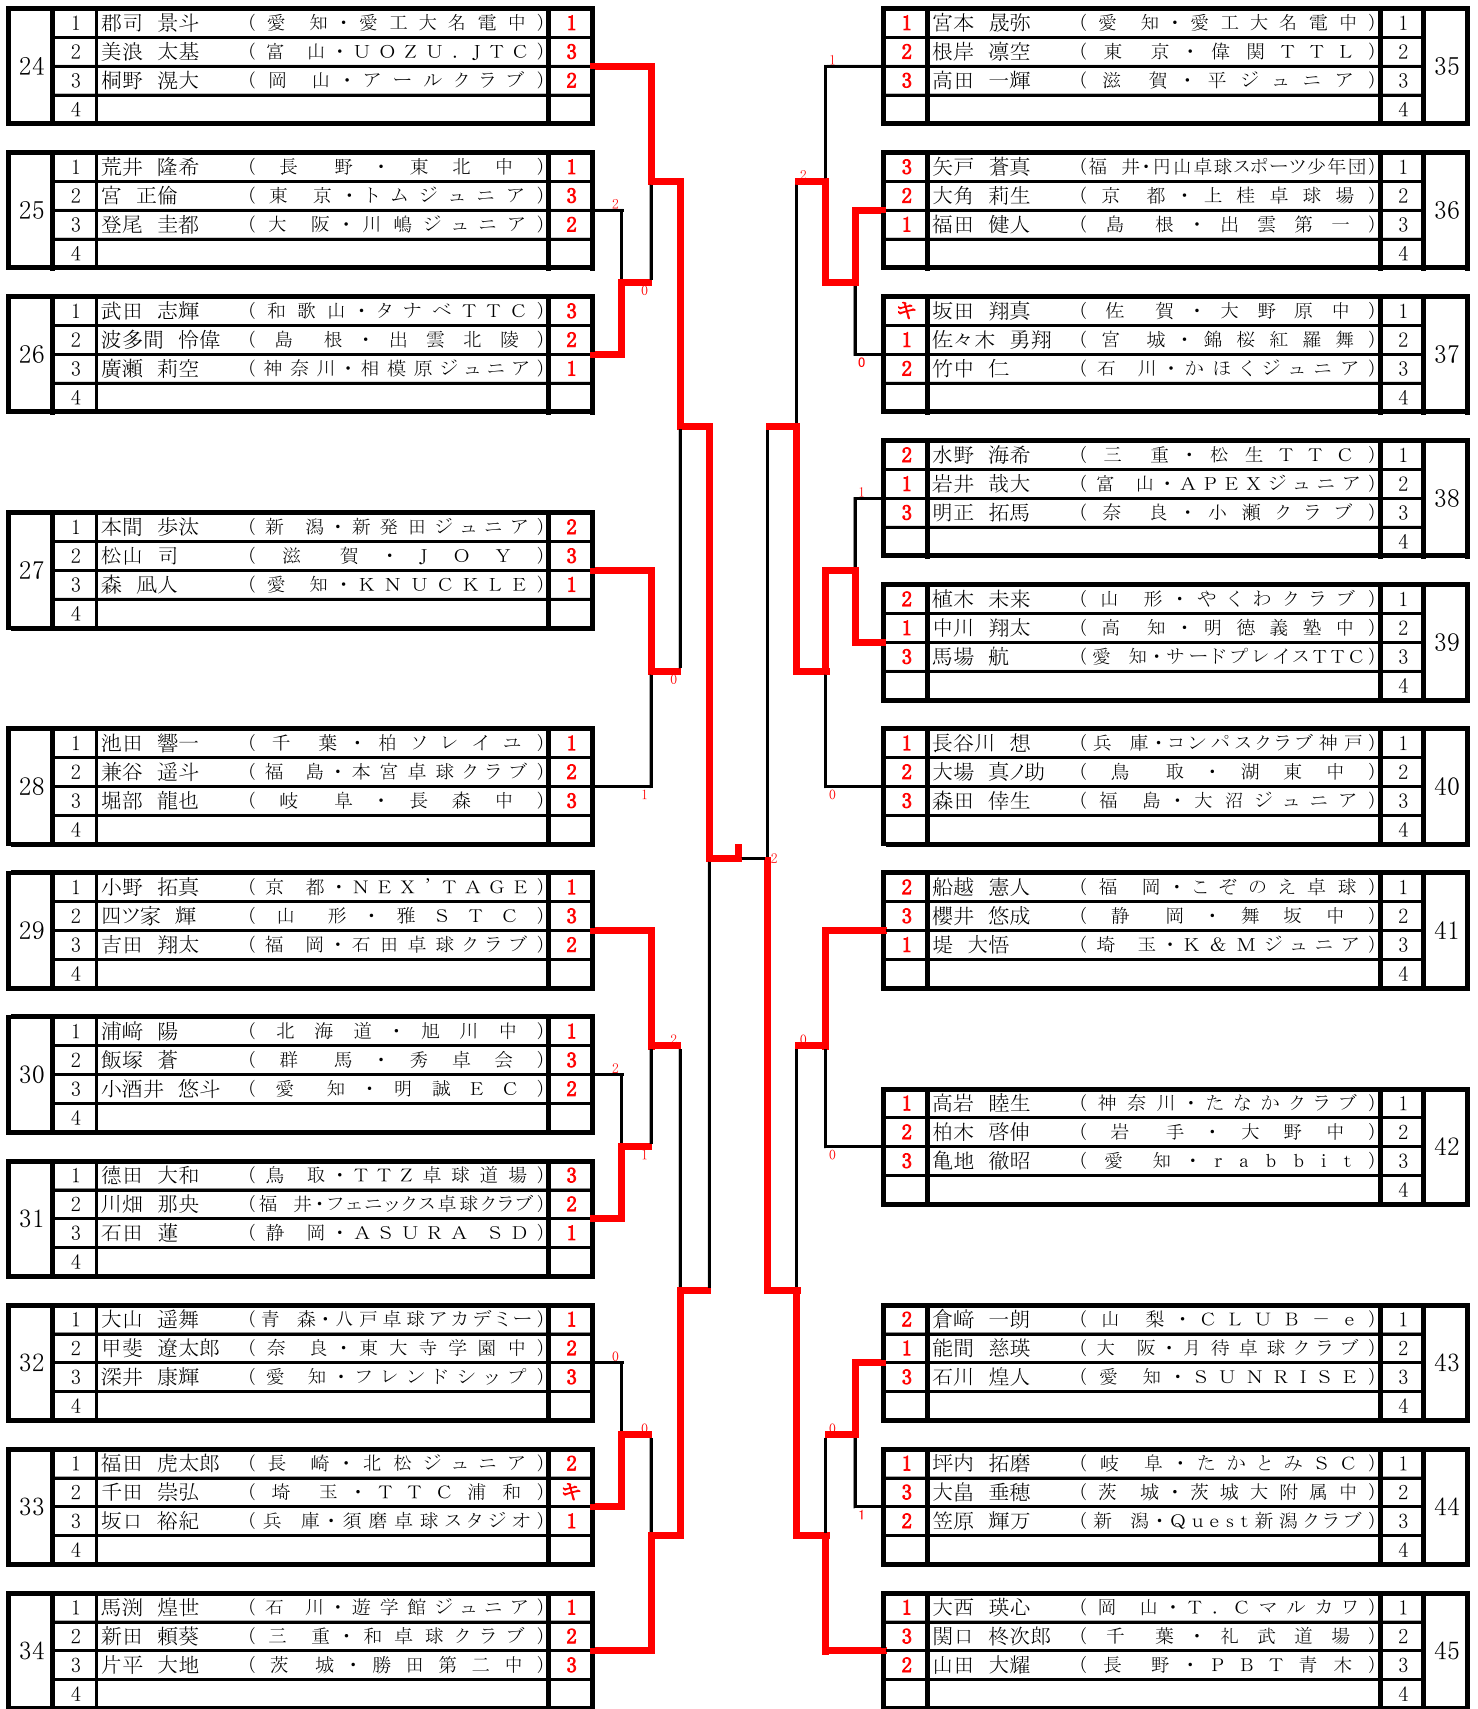 24
1 郡司 景斗 (愛 知・愛工大名電中) 1
2 美浪 太基 (富 山・UOZU.JTC) 3
3 桐野 滉大 (岡 山・アールクラブ) 2
4
25
1 荒井 隆希 (長 野・東北中) 1
2 宮 正倫 (東 京・トムジュニア) 3
3 登尾 圭都 (大 阪・川嶋ジュニア) 2
4
2
0
26
1 武田 志輝 (和歌山・タナベTTC) 3
2 波多間 怜偉 (島 根・出雲北陵) 2
3 廣瀬 莉空 (神奈川・相模原ジュニア) 1
4
27
1 本間 歩汰 (新 潟・新発田ジュニア) 2
2 松山 司 (滋 賀・JOY) 3
3 森 凪人 (愛 知・KNUCKLE) 1
4
0
28
1 池田 響一 (千 葉・柏ソレイユ) 1
2 兼谷 遥斗 (福 島・本宮卓球クラブ) 2
3 堀部 龍也 (岐 阜・長森中) 3
4
1
29
1 小野 拓真 (京 都・NEX'TAGE) 1
2 四ツ家 輝 (山 形・雅STC) 3
3 吉田 翔太 (福 岡・石田卓球クラブ) 2
4
2
30
1 浦﨑 陽 (北海道・旭川中) 1
2 飯塚 蒼 (群 馬・秀卓会) 3
3 小酒井 悠斗 (愛 知・明誠EC) 2
4
2
1
31
1 德田 大和 (鳥 取・TTZ卓球道場) 3
2 川畑 那央 (福 井・フェニックス卓球クラブ) 2
3 石田 蓮 (静 岡・ASURA SD) 1
4
32
1 大山 遥舞 (青 森・八戸卓球アカデミー) 1
2 甲斐 遼太郎 (奈 良・東大寺学園中) 2
3 深井 康輝 (愛 知・フレンドシップ) 3
4
0
0
33
1 福田 虎太郎 (長 崎・北松ジュニア) 2
2 千田 崇弘 (埼 玉・TTC浦和) キ
3 坂口 裕紀 (兵 庫・須磨卓球スタジオ) 1
4
34
1 馬渕 煌世 (石 川・遊学館ジュニア) 1
2 新田 頼葵 (三 重・和卓球クラブ) 2
3 片平 大地 (茨 城・勝田第二中) 3
4
2
1 宮本 晟弥 (愛 知・愛工大名電中) 1
2 根岸 凛空 (東 京・偉関TTL) 2
3 高田 一輝 (滋 賀・平ジュニア) 3
4
35
1
2
3 矢戸 蒼真 (福 井・円山卓球スポーツ少年団) 1
2 大角 莉生 (京 都・上桂卓球場) 2
1 福田 健人 (島 根・出雲第一) 3
4
36
キ 坂田 翔真 (佐 賀・大野原中) 1
1 佐々木 勇翔 (宮 城・錦桜紅羅舞) 2
2 竹中 仁 (石 川・かほくジュニア) 3
4
37
0
2 水野 海希 (三 重・松生TTC) 1
1 岩井 哉大 (富 山・APEXジュニア) 2
3 明正 拓馬 (奈 良・小瀬クラブ) 3
4
38
1
2 植木 未来 (山 形・やくわクラブ) 1
1 中川 翔太 (高 知・明徳義塾中) 2
3 馬場 航 (愛 知・サードプレイスTTC) 3
4
39
1 長谷川 想 (兵 庫・コンパスクラブ神戸) 1
2 大場 真ノ助 (鳥 取・湖東中) 2
3 森田 倖生 (福 島・大沼ジュニア) 3
4
40
0
2 船越 憲人 (福 岡・こぞのえ卓球) 1
3 櫻井 悠成 (静 岡・舞坂中) 2
1 堤 大悟 (埼 玉・K&Mジュニア) 3
4
41
0
1 高岩 睦生 (神奈川・たなかクラブ) 1
2 柏木 啓伸 (岩 手・大野中) 2
3 亀地 徹昭 (愛 知・rabbit) 3
4
42
0
2 倉﨑 一朗 (山 梨・CLUB－e) 1
1 能間 慈瑛 (大 阪・月待卓球クラブ) 2
3 石川 煌人 (愛 知・SUNRISE) 3
4
43
0
1 坪内 拓磨 (岐 阜・たかとみSC) 1
3 大畠 垂穂 (茨 城・茨城大附属中) 2
2 笠原 輝万 (新 潟・Quest新潟クラブ) 3
4
44
1
1 大西 瑛心 (岡 山・T.Cマルカワ) 1
3 関口 柊次郎 (千 葉・礼武道場) 2
2 山田 大耀 (長 野・PBT青木) 3
4
45